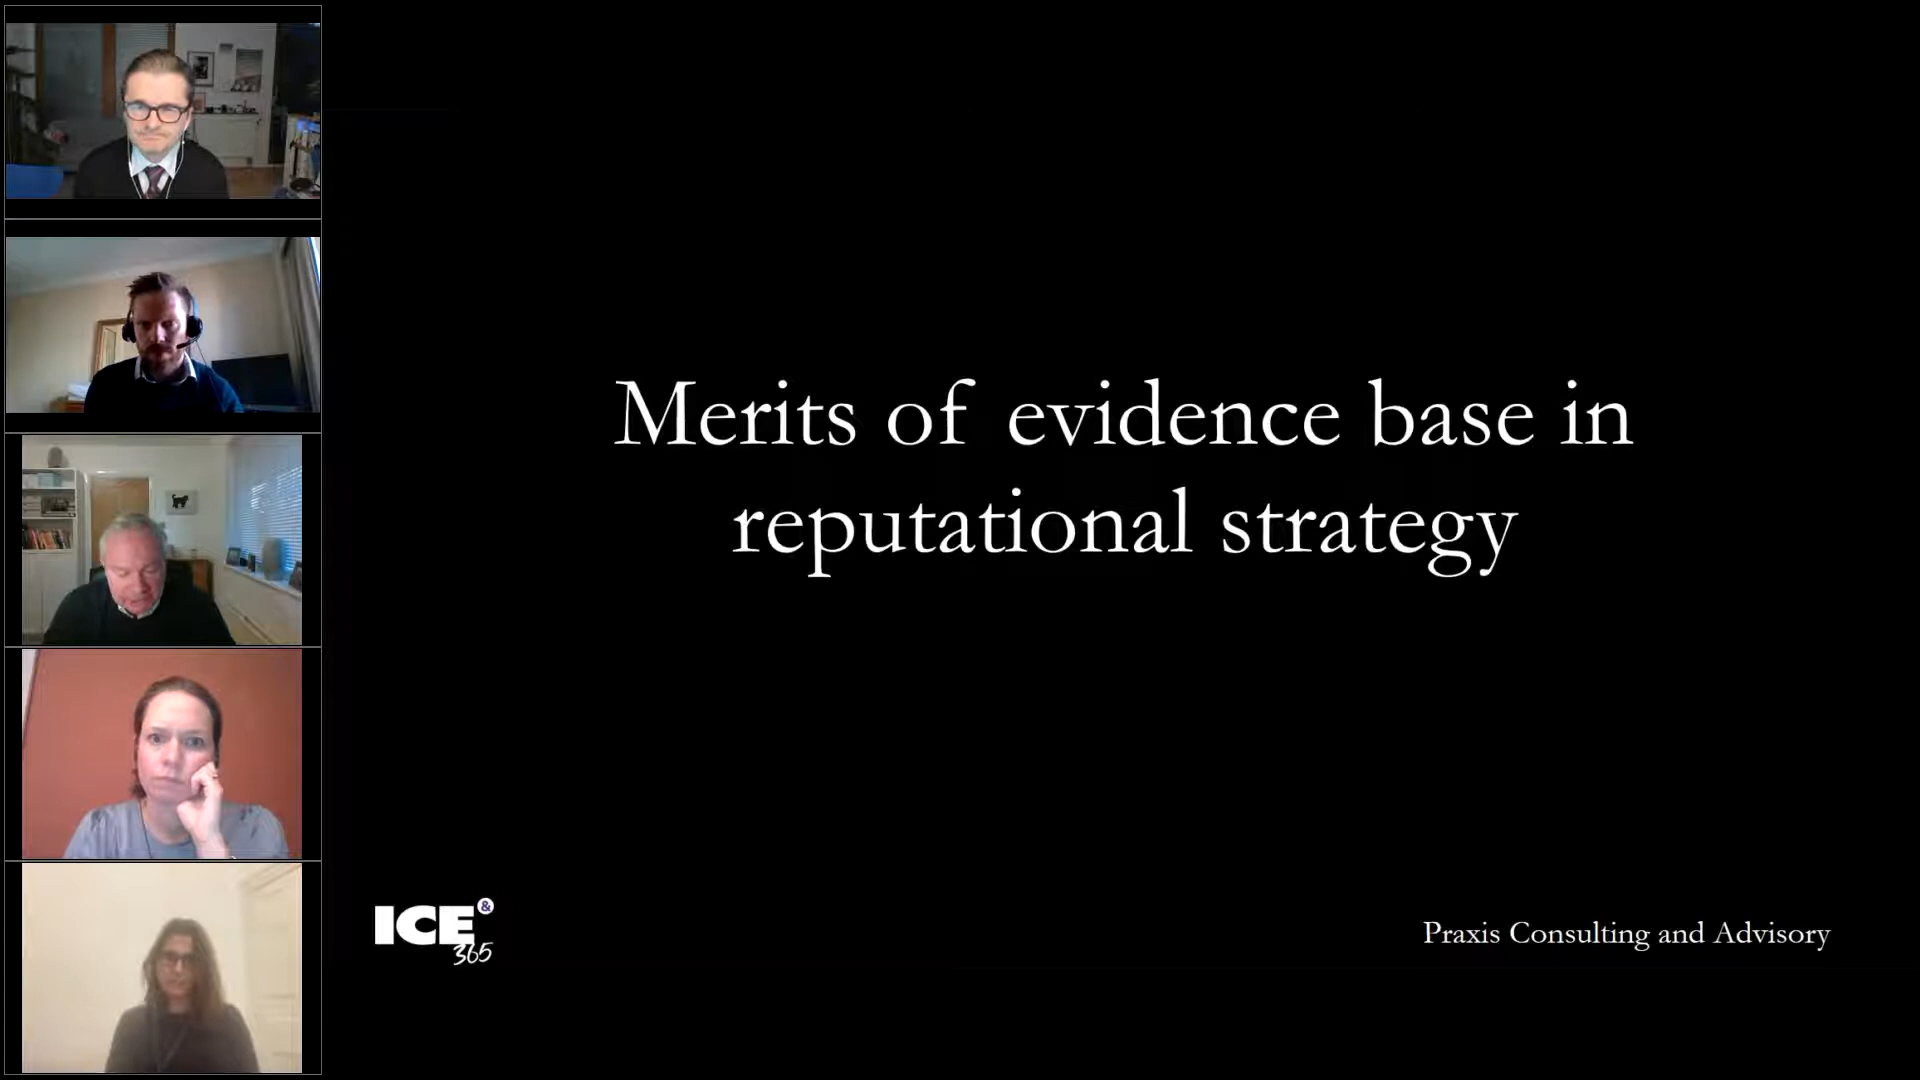 Merits of evidence base in
reputational strategy
ICE &
365
Praxis Consulting and Advisory